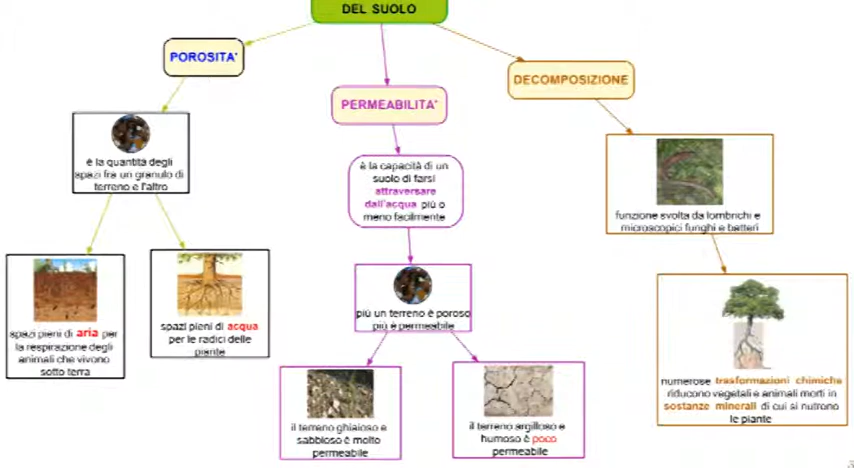 DEL SUOLO
POROSITA'
PERMEABILITA'
DECOMPOSIZIONE
è la quantità degli
spazi fra un granulo di
terreno e l'altro
spazi pieni di aria per
la respirazione degli
animali che vivono
sotto terra
spazi pieni di acqua
per le radici delle
piante
è la capacità di un
suolo di farsi
attraversare
dall'acqua più o
meno facilmente
più un terreno è poroso
più è permeabile
il terreno ghiaioso e
sabbioso è molto
permeabile
il terreno argilloso e
humoso è poco
permeabile
funzione svolta da lombrichi e
microscopici funghi e batteri
numerose trasformazioni chimiche
riducono vegetali e animali morti in
sostanze minerali di cui si nutrono
le piante
5